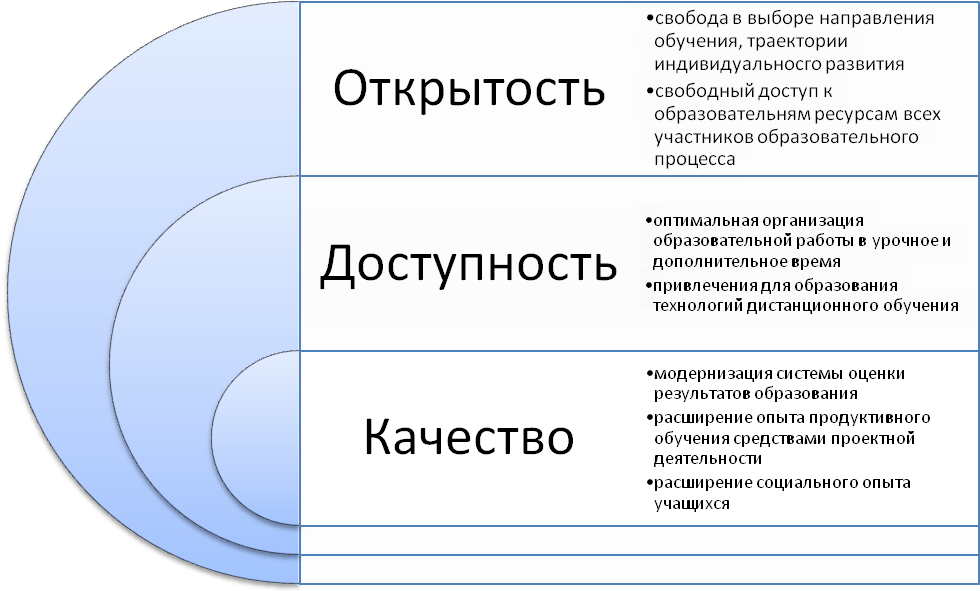 Открытость
•свобода в выборе направления
обучения, траектории
индивидуального развития
•свободный доступ к
образовательням ресурсам всех
участников образовательного
процесса
Доступность
•оптимальная организация
образовательной работы в урочное и
дополнительное время
•привлечения для образования
технологий дистанционного обучения
Качество
•модернизация системы оценки
результатов образования
•расширение опыта продуктивного
обучения средствами проектной
деятельности
•расширение социального опыта
учащихся